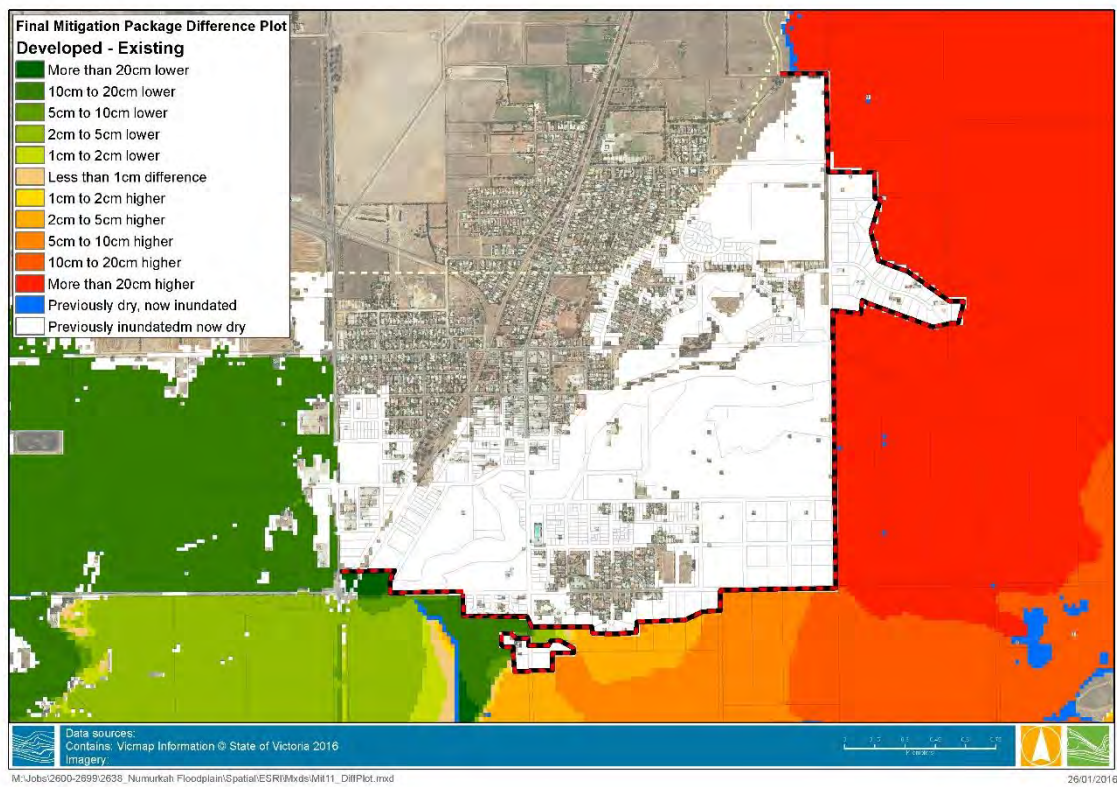 Final Mitigation Package Difference Plot
Developed - Existing
More than 20cm lower
10cm to 20cm lower
5cm to 10cm lower
2cm to 5cm lower
1cm to 2cm lower
Less than 1cm difference
1cm to 2cm higher
2cm to 5cm higher
5cm to 10cm higher
10cm to 20cm higher
More than 20cm higher
Previously dry, now inundated
Previously inundatedm now dry
Data sources:
Contains: Vicmap Information © State of Victoria 2016
Imagery:
M:\Jobs\2600-2699\2638_Numurkah Floodplain\Spatial\ESRI\Mxds\Mit11_DiffPlot.mxd
26/01/2016